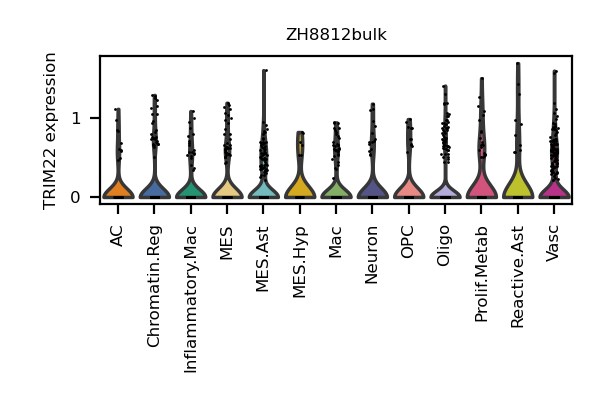 ZH8812bulk
TRIM22 expression
1
0
AC
Chromatin.Reg
Inflammatory.Mac
MES
MES.Ast
MES.Hyp
Mac
Neuron
OPC
Oligo
Prolif.Metab
Reactive.Ast
Vasc